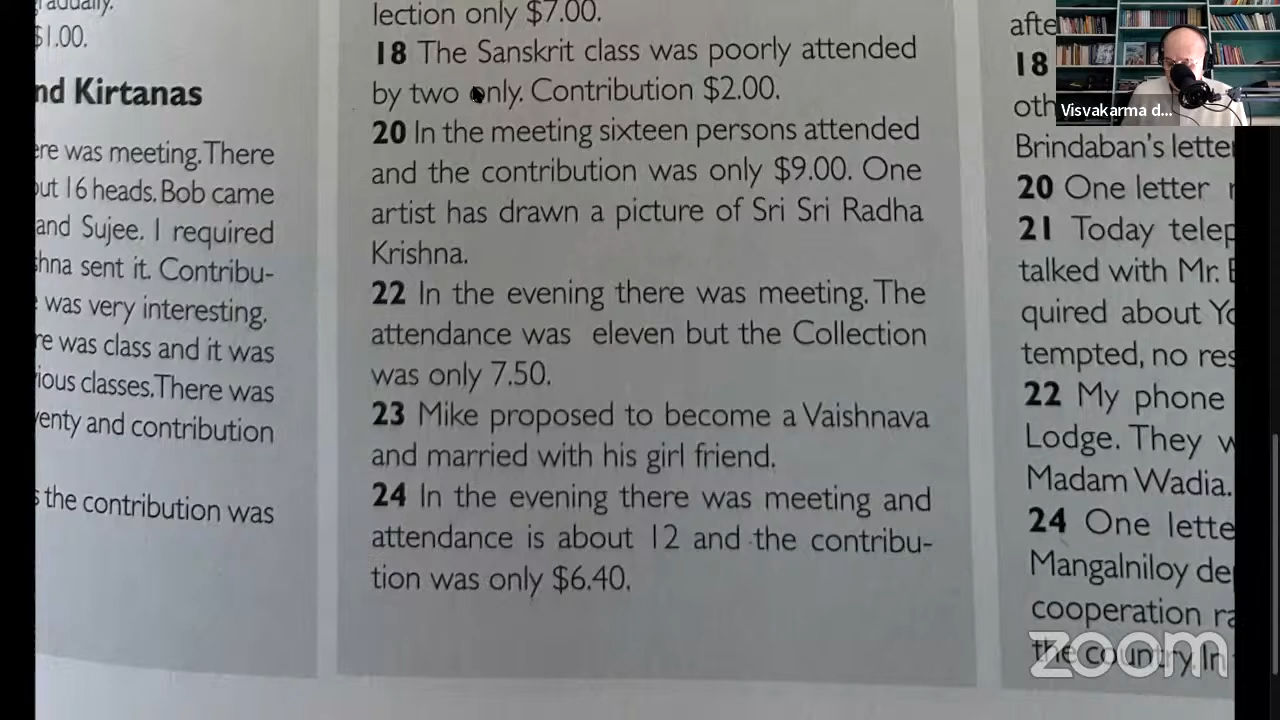 radually.
$1.00.
nd Kirtanas
ere was meeting. There
out 16 heads. Bob came
and Sujee. I required
shna sent it. Contribu-
was very interesting.
re was class and it was
ious classes. There was
venty and contribution
s the contribution was
lection only $7.00.
18 The Sanskrit class was poorly attended
by two only. Contribution $2.00.
20 In the meeting sixteen persons attended
and the contribution was only $9.00. One
artist has drawn a picture of Sri Sri Radha
Krishna.
22 In the evening there was meeting. The
attendance was eleven but the Collection
was only 7.50.
23 Mike proposed to become a Vaishnava
and married with his girl friend.
24 In the evening there was meeting and
attendance is about 12 and the contribu-
tion was only $6.40.
afte
18
oth
Brindaban's letter
20 One letter
21 Today telep
talked with Mr. E
quired about Yo
tempted, no res
22 My phone
Lodge. They w
Madam Wadia.
24 One lette
Mangalniloy de
cooperation ra
the country. In
Visvakarma d...
zoom